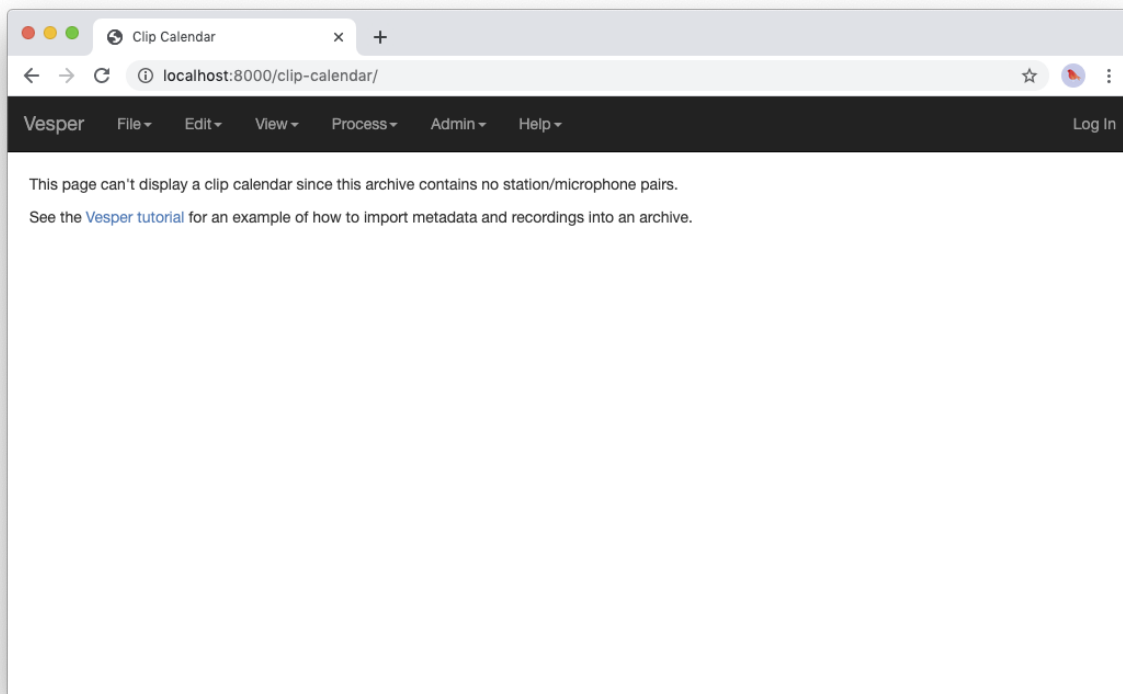 Clip Calendar
localhost:8000/clip-calendar/
Vesper File Edit View Process Admin Help Log In
This page can't display a clip calendar since this archive contains no station/microphone pairs.
See the Vesper tutorial for an example of how to import metadata and recordings into an archive.